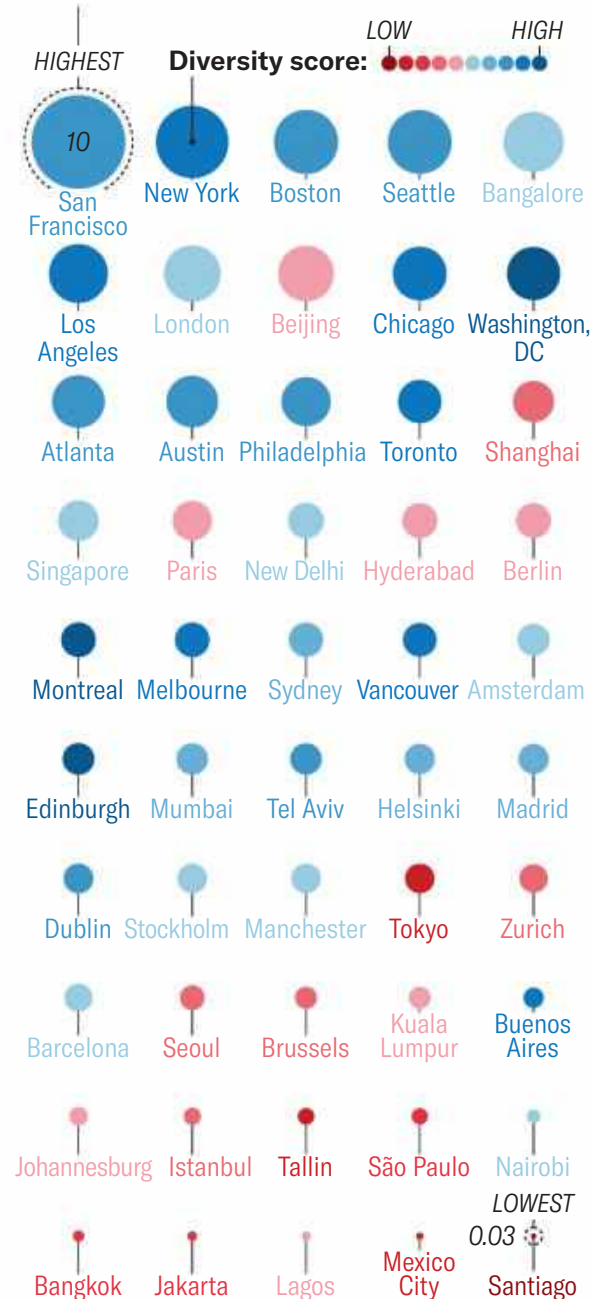 LOW HIGH
HIGHEST Diversity score:
10
San
Francisco
New York
Boston
Seattle
Bangalore
Los
Angeles
London
Beijing
Chicago
Washington,
DC
Atlanta
Austin
Philadelphia
Toronto
Shanghai
Singapore
Paris
New Delhi
Hyderabad
Berlin
Montreal
Melbourne
Sydney
Vancouver
Amsterdam
Edinburgh
Mumbai
Tel Aviv
Helsinki
Madrid
Dublin
Stockholm
Manchester
Tokyo
Zurich
Barcelona
Seoul
Brussels
Kuala
Lumpur
Buenos
Aires
Johannesburg
Istanbul
Tallin
São Paulo
Nairobi
LOWEST
0.03
Bangkok
Jakarta
Lagos
Mexico
City
Santiago